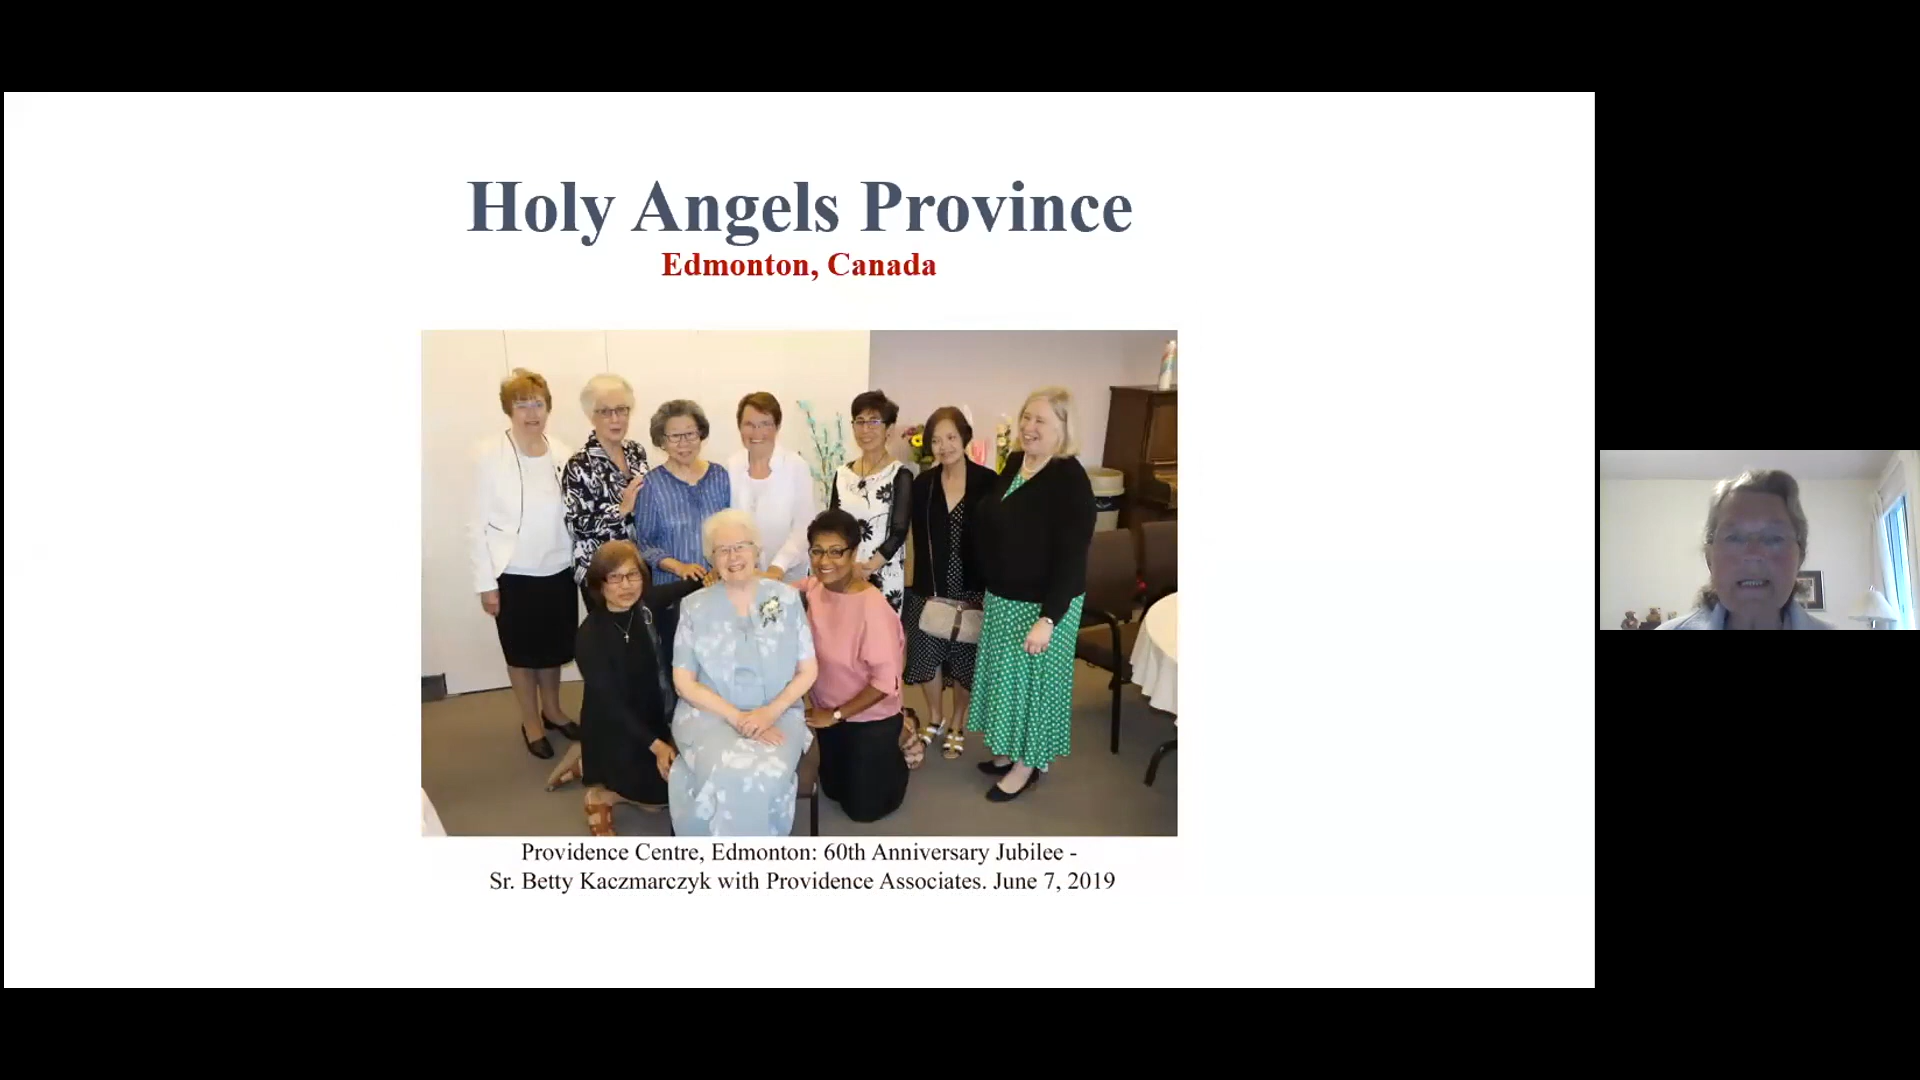 Holy Angels Province
Edmonton, Canada
Providence Centre, Edmonton: 60th Anniversary Jubilee -
Sr. Betty Kaczmarczyk with Providence Associates. June 7, 2019